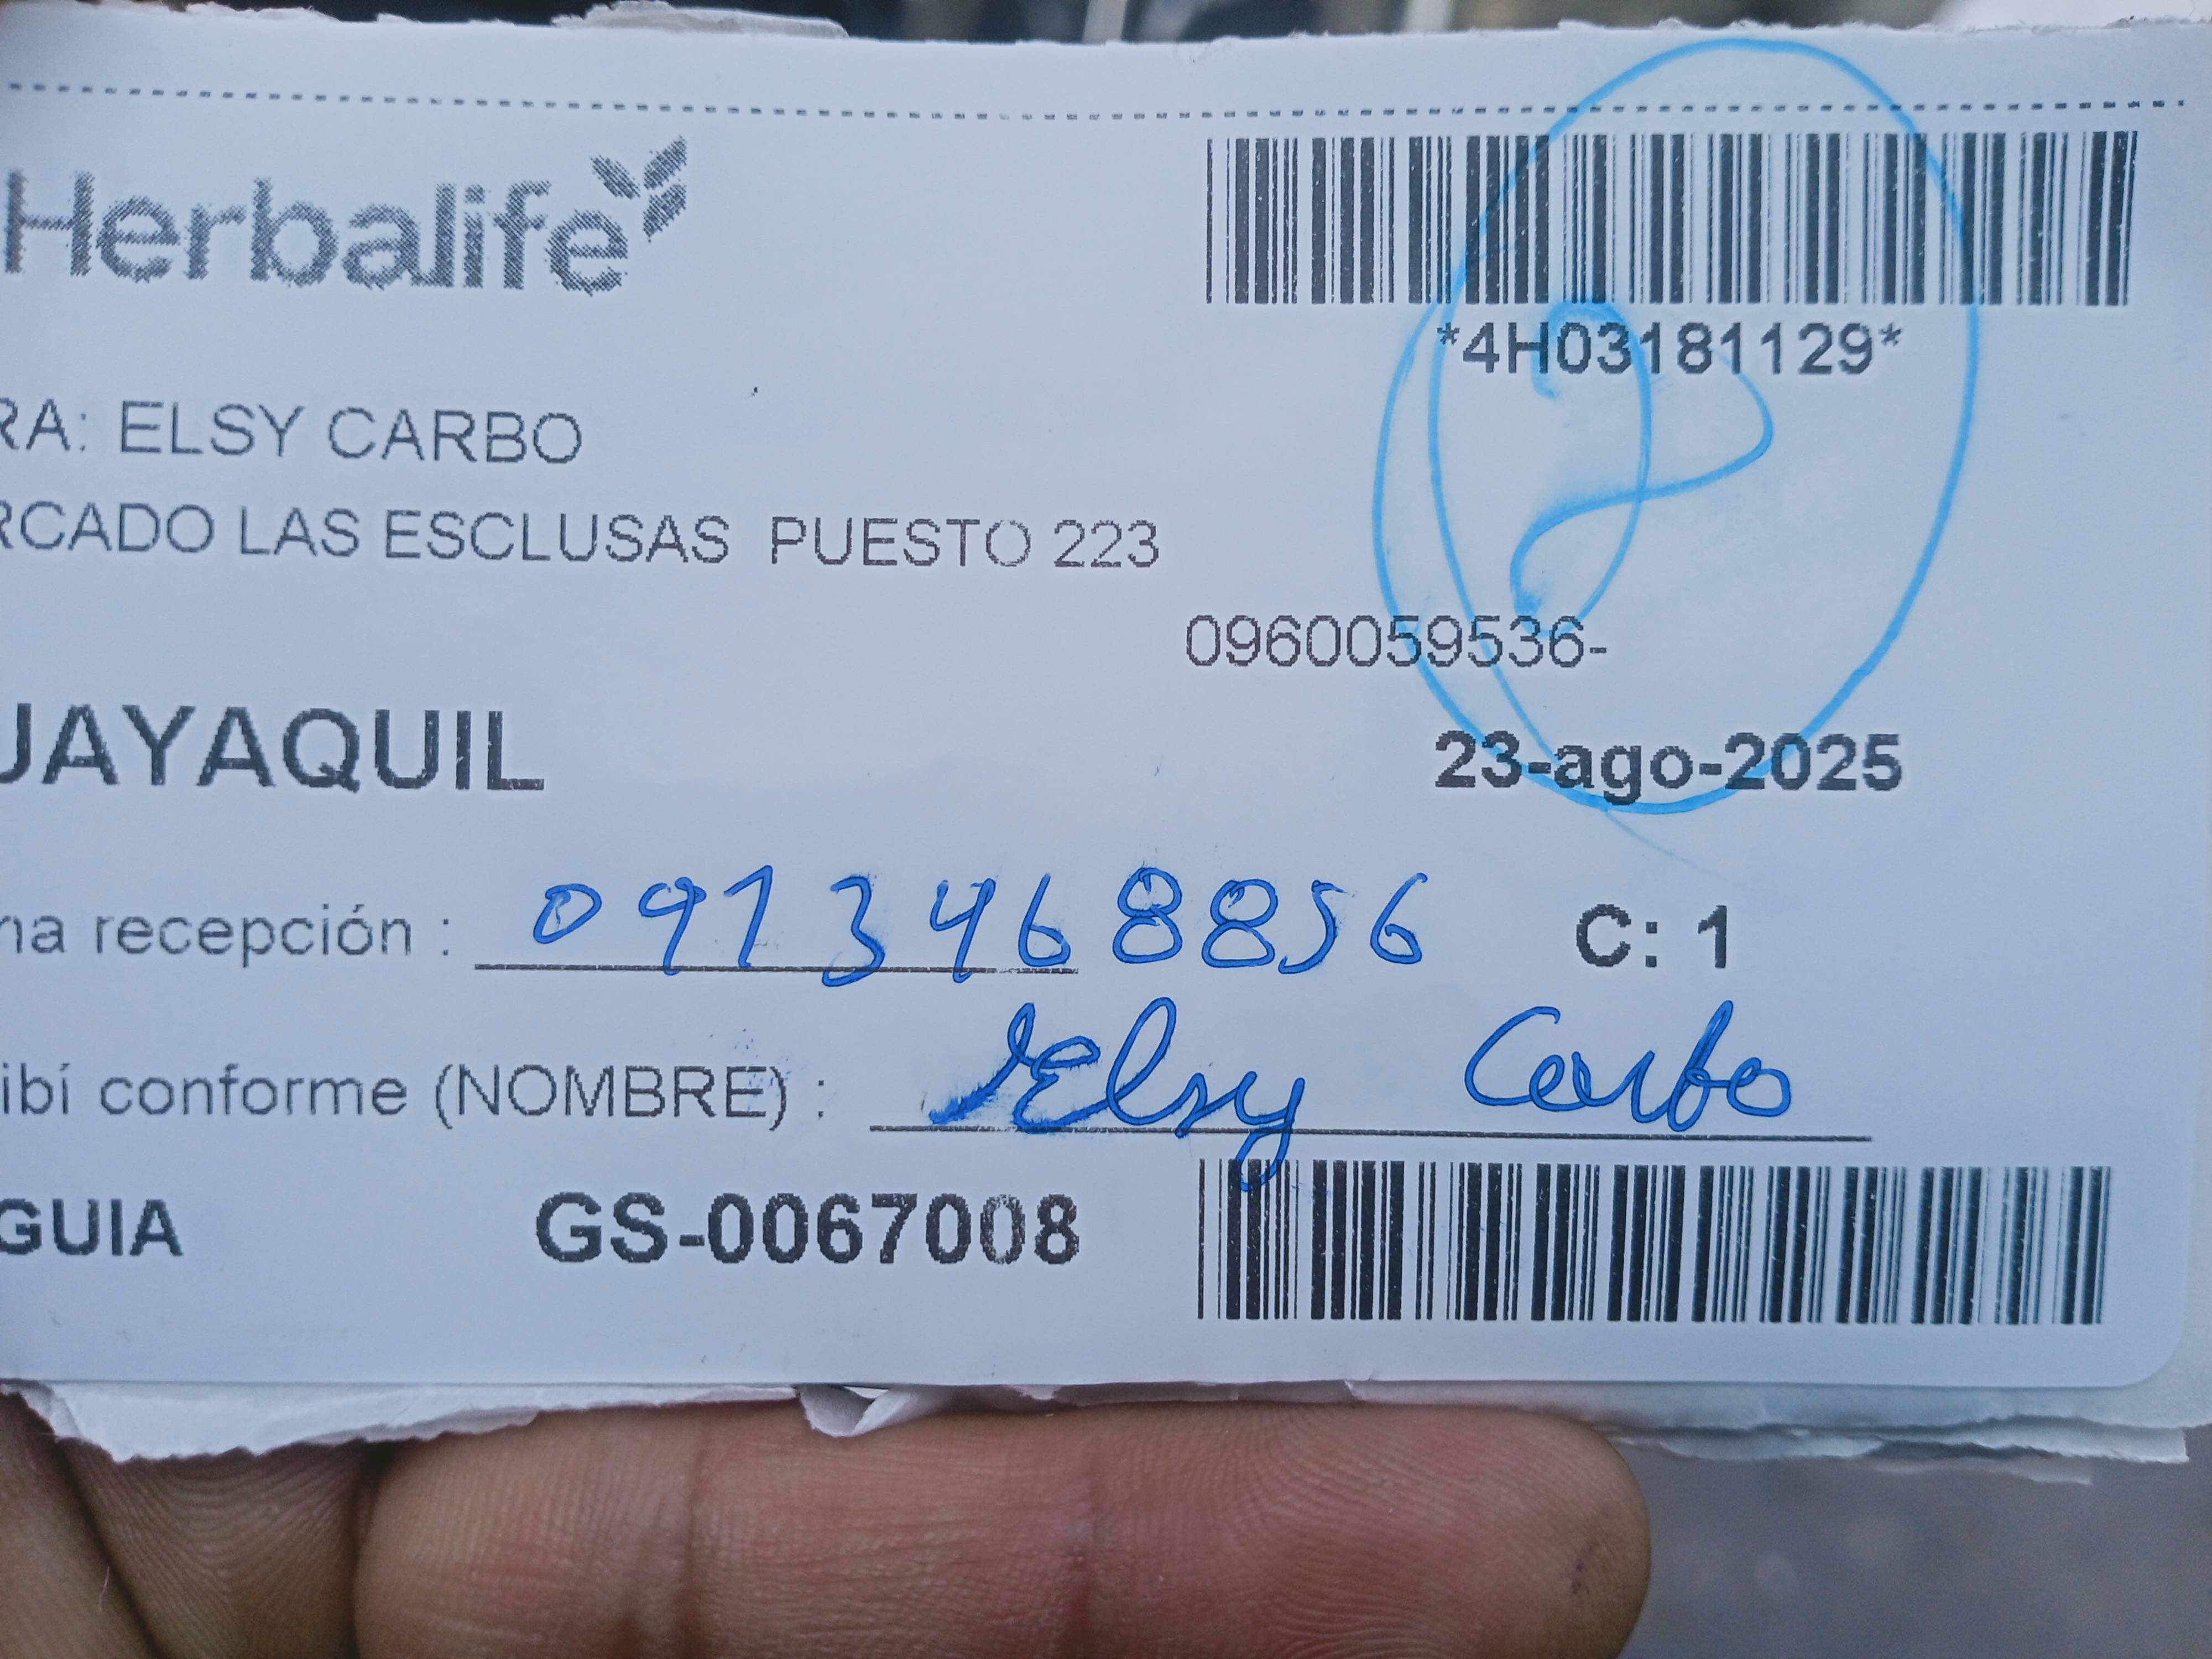 Herbalife
*4H03181129*
RA: ELSY CARBO
RCADO LAS ESCLUSAS PUESTO 223
0960059536-
UAYAQUIL
23-ago-2025
na recepción : 0913468856 C: 1
ibí conforme (NOMBRE) : Elsy Carbo
GUIA GS-0067008